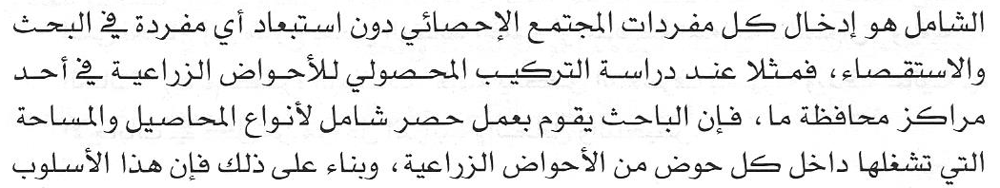 الشامل هو إدخال كل مفردات المجتمع الإحصائي دون استبعاد أي مفردة في البحث
والاستقصاء، فمثلا عند دراسة التركيب المحصولي للأحواض الزراعية في أحد
مراكز محافظة ما، فإن الباحث يقوم بعمل حصر شامل لأنواع المحاصيل والمساحة
التي تشغلها داخل كل حوض من الأحواض الزراعية، وبناء على ذلك فإن هذا الأسلوب